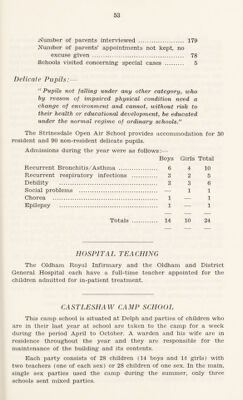 53
Number of parents interviewed .................... 179
Number of parents' appointments not kept, no
excuse given .................... 78
Schools visited concerning special cases ........ 5
Delicate Pupils:—
"Pupils not falling under any other category, who
by reason of impaired physical condition need a
change of environment and cannot, without risk to
their health or educational development, be educated
under the normal regime of ordinary schools."
The Strinesdale Open Air School provides accommodation for 50
resident and 90 non-resident delicate pupils.
Admissions during the year were as follows:—
Boys Girls Total
Recurrent Bronchitis/Asthma ............ 6 4 10
Recurrent respiratory infections ............ 3 2 5
Debility ............ 3 3 6
Social problems ............ — 1 1
Chorea ............ 1 — 1
Epilepsy ............ 1 — 1
Totals ............ 14 10 24
HOSPITAL TEACHING
The Oldham Royal Infirmary and the Oldham and District
General Hospital each have a full-time teacher appointed for the
children admitted for in-patient treatment.
CASTLESHAW CAMP SCHOOL
This camp school is situated at Delph and parties of children who
are in their last year at school are taken to the camp for a week
during the period April to October. A warden and his wife are in
residence throughout the year and they are responsible for the
maintenance of the building and its contents.
Each party consists of 28 children (14 boys and 14 girls) with
two teachers (one of each sex) or 28 children of one sex. In the main,
single sex parties used the camp during the summer, only three
schools sent mixed parties.